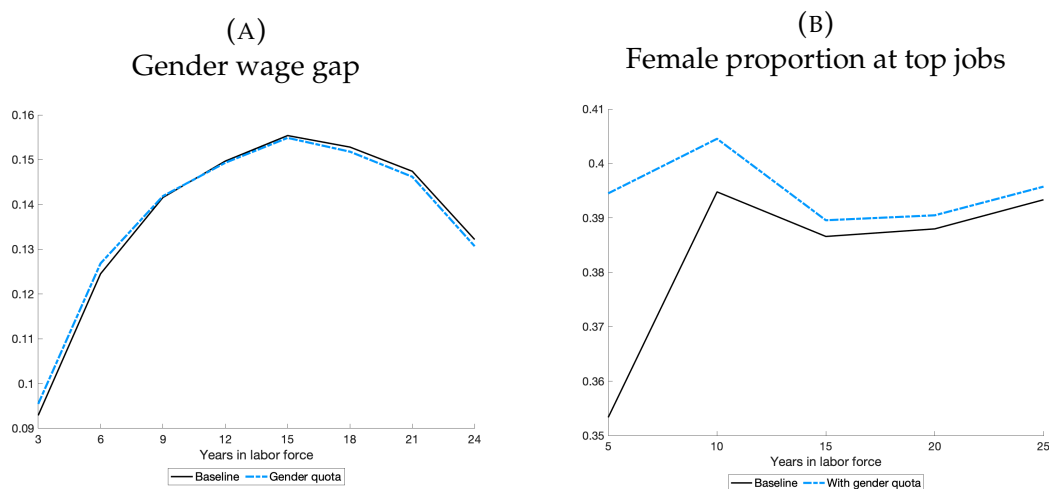 (A)
Gender wage gap
0.16
0.15
0.14
0.13
0.12
0.11
0.1
0.09
3 6 9 12 15 18 21 24
Years in labor force
Baseline Gender quota
(B)
Female proportion at top jobs
0.41
0.4
0.39
0.38
0.37
0.36
0.35
5 10 15 20 25
Years in labor force
Baseline With gender quota